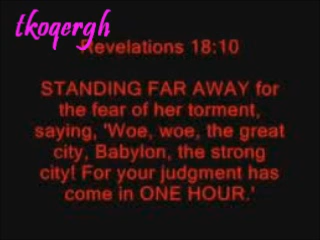 tkoqergh
Revelations 18:10
STANDING FAR AWAY for
the fear of her torment,
saying, 'Woe, woe, the great
city, Babylon, the strong
city! For your judgment has
come in ONE HOUR.'